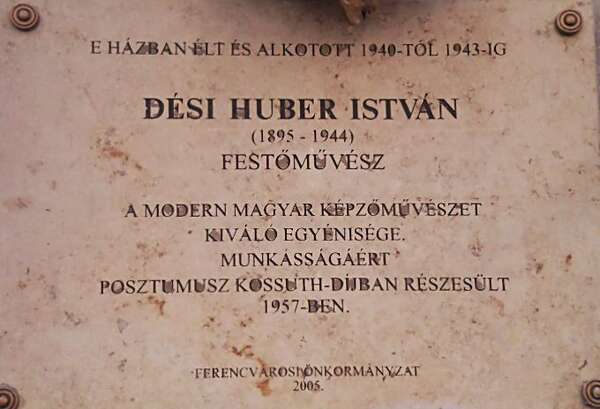 E HÁZBAN ÉLT ÉS ALKOTOTT 1940-TŐL 1943-IG
DÉSI HUBER ISTVÁN
(1895 - 1944)
FESTŐMŰVÉSZ
A MODERN MAGYAR KÉPZŐMŰVÉSZET
KIVÁLÓ EGYÉNISÉGE.
MUNKÁSSÁGÁÉRT
POSZTUMUSZ KOSSUTH-DÍJBAN RÉSZESÜLT
1957-BEN.
FERENCVÁROSI ÖNKORMÁNYZAT
2005.